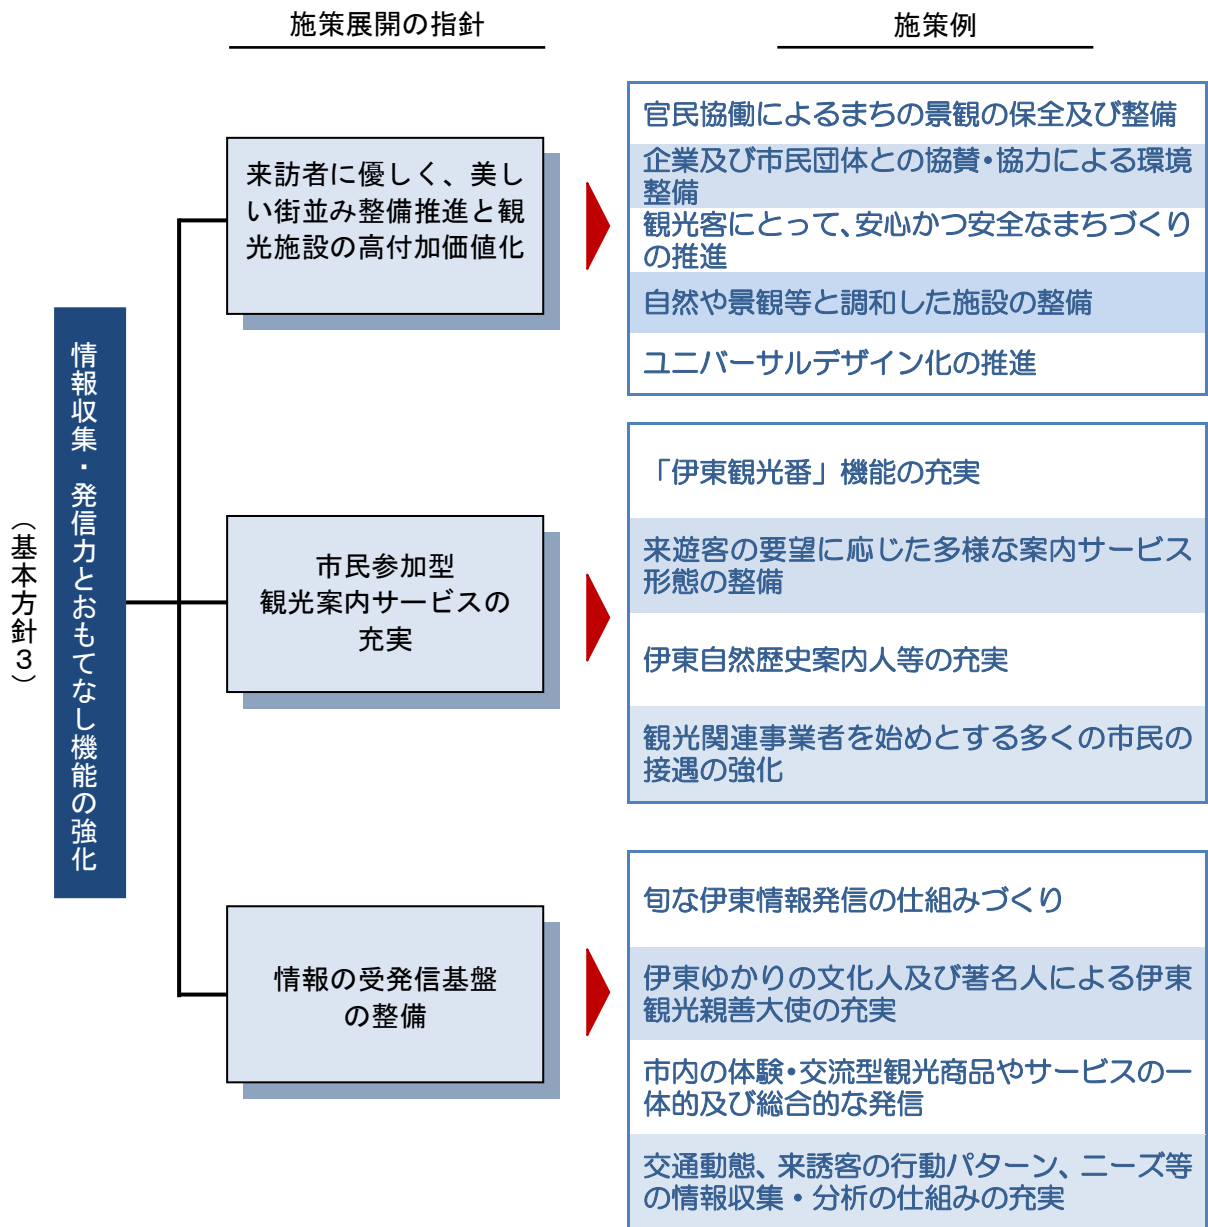 施策展開の指針
施策例
(基本方針3)
情報収集・発信力とおもてなし機能の強化
来訪者に優しく、美し
い街並み整備推進と観
光施設の高付加価値化
官民協働によるまちの景観の保全及び整備
企業及び市民団体との協賛・協力による環境
整備
観光客にとって、安心かつ安全なまちづくり
の推進
自然や景観等と調和した施設の整備
ユニバーサルデザイン化の推進
市民参加型
観光案内サービスの
充実
「伊東観光番」機能の充実
来遊客の要望に応じた多様な案内サービス
形態の整備
伊東自然歴史案内人等の充実
観光関連事業者を始めとする多くの市民の
接遇の強化
情報の受発信基盤
の整備
旬な伊東情報発信の仕組みづくり
伊東ゆかりの文化人及び著名人による伊東
観光親善大使の充実
市内の体験・交流型観光商品やサービスの一
体的及び総合的な発信
交通動態、来誘客の行動パターン、ニーズ等
の情報収集・分析の仕組みの充実